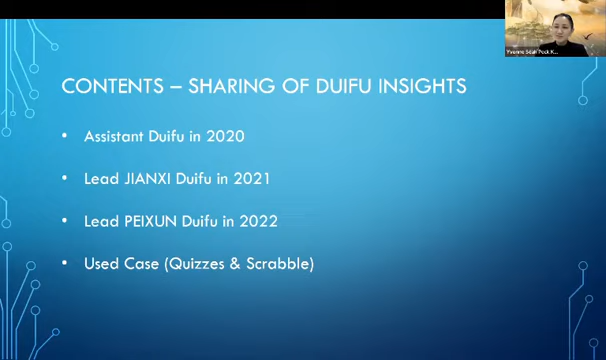 Yvonne
CONTENTS – SHARING OF DUIFU INSIGHTS
• Assistant Duifu in 2020
• Lead JIANXI Duifu in 2021
• Lead PEIXUN Duifu in 2022
• Used Case (Quizzes & Scrabble)